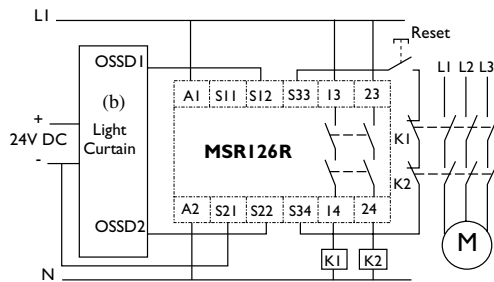 L1
Reset
OSSD1
L1 L2 L3
(b)
A1 S11 S12 S33 13 23
+
24V DC
-
Light
Curtain
MSR126R
K1
K2
A2 S21 S22 S34 14 24
OSSD2
M
K1 K2
N